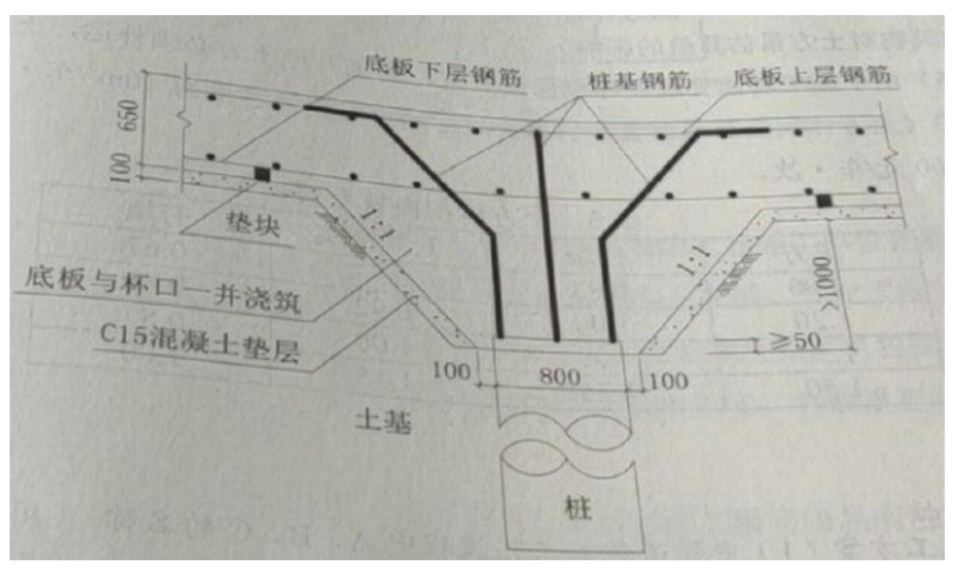 底板下层钢筋
桩基钢筋
底板上层钢筋
650
100
垫块
1:1
1:1
底板与杯口一并浇筑
C15混凝土垫层
<1000
≥50
100
800
100
土基
桩